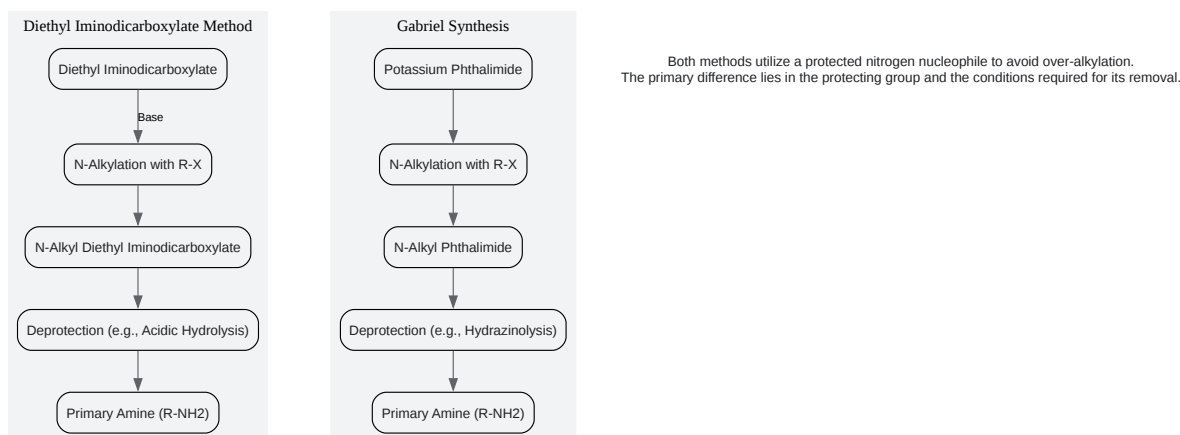 Diethyl Iminodicarboxylate Method
Diethyl Iminodicarboxylate
Base
N-Alkylation with R-X
N-Alkyl Diethyl Iminodicarboxylate
Deprotection (e.g., Acidic Hydrolysis)
Primary Amine (R-NH2)
Gabriel Synthesis
Potassium Phthalimide
N-Alkylation with R-X
N-Alkyl Phthalimide
Deprotection (e.g., Hydrazinolysis)
Primary Amine (R-NH2)
Both methods utilize a protected nitrogen nucleophile to avoid over-alkylation.
The primary difference lies in the protecting group and the conditions required for its removal.